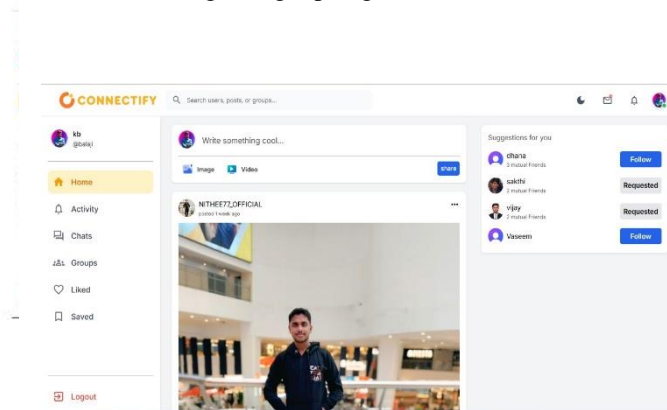 CONNECTIFY
Search users, posts, or groups...
kb
@balaji
Home
Activity
Chats
Groups
Liked
Saved
Logout
Write something cool...
Image
Video
share
NITHEE77_OFFICIAL
posted 1 week ago
Suggestions for you
dhana
2 mutual friends
Follow
sakthi
2 mutual friends
Requested
vijay
2 mutual friends
Requested
Vaseem
Follow